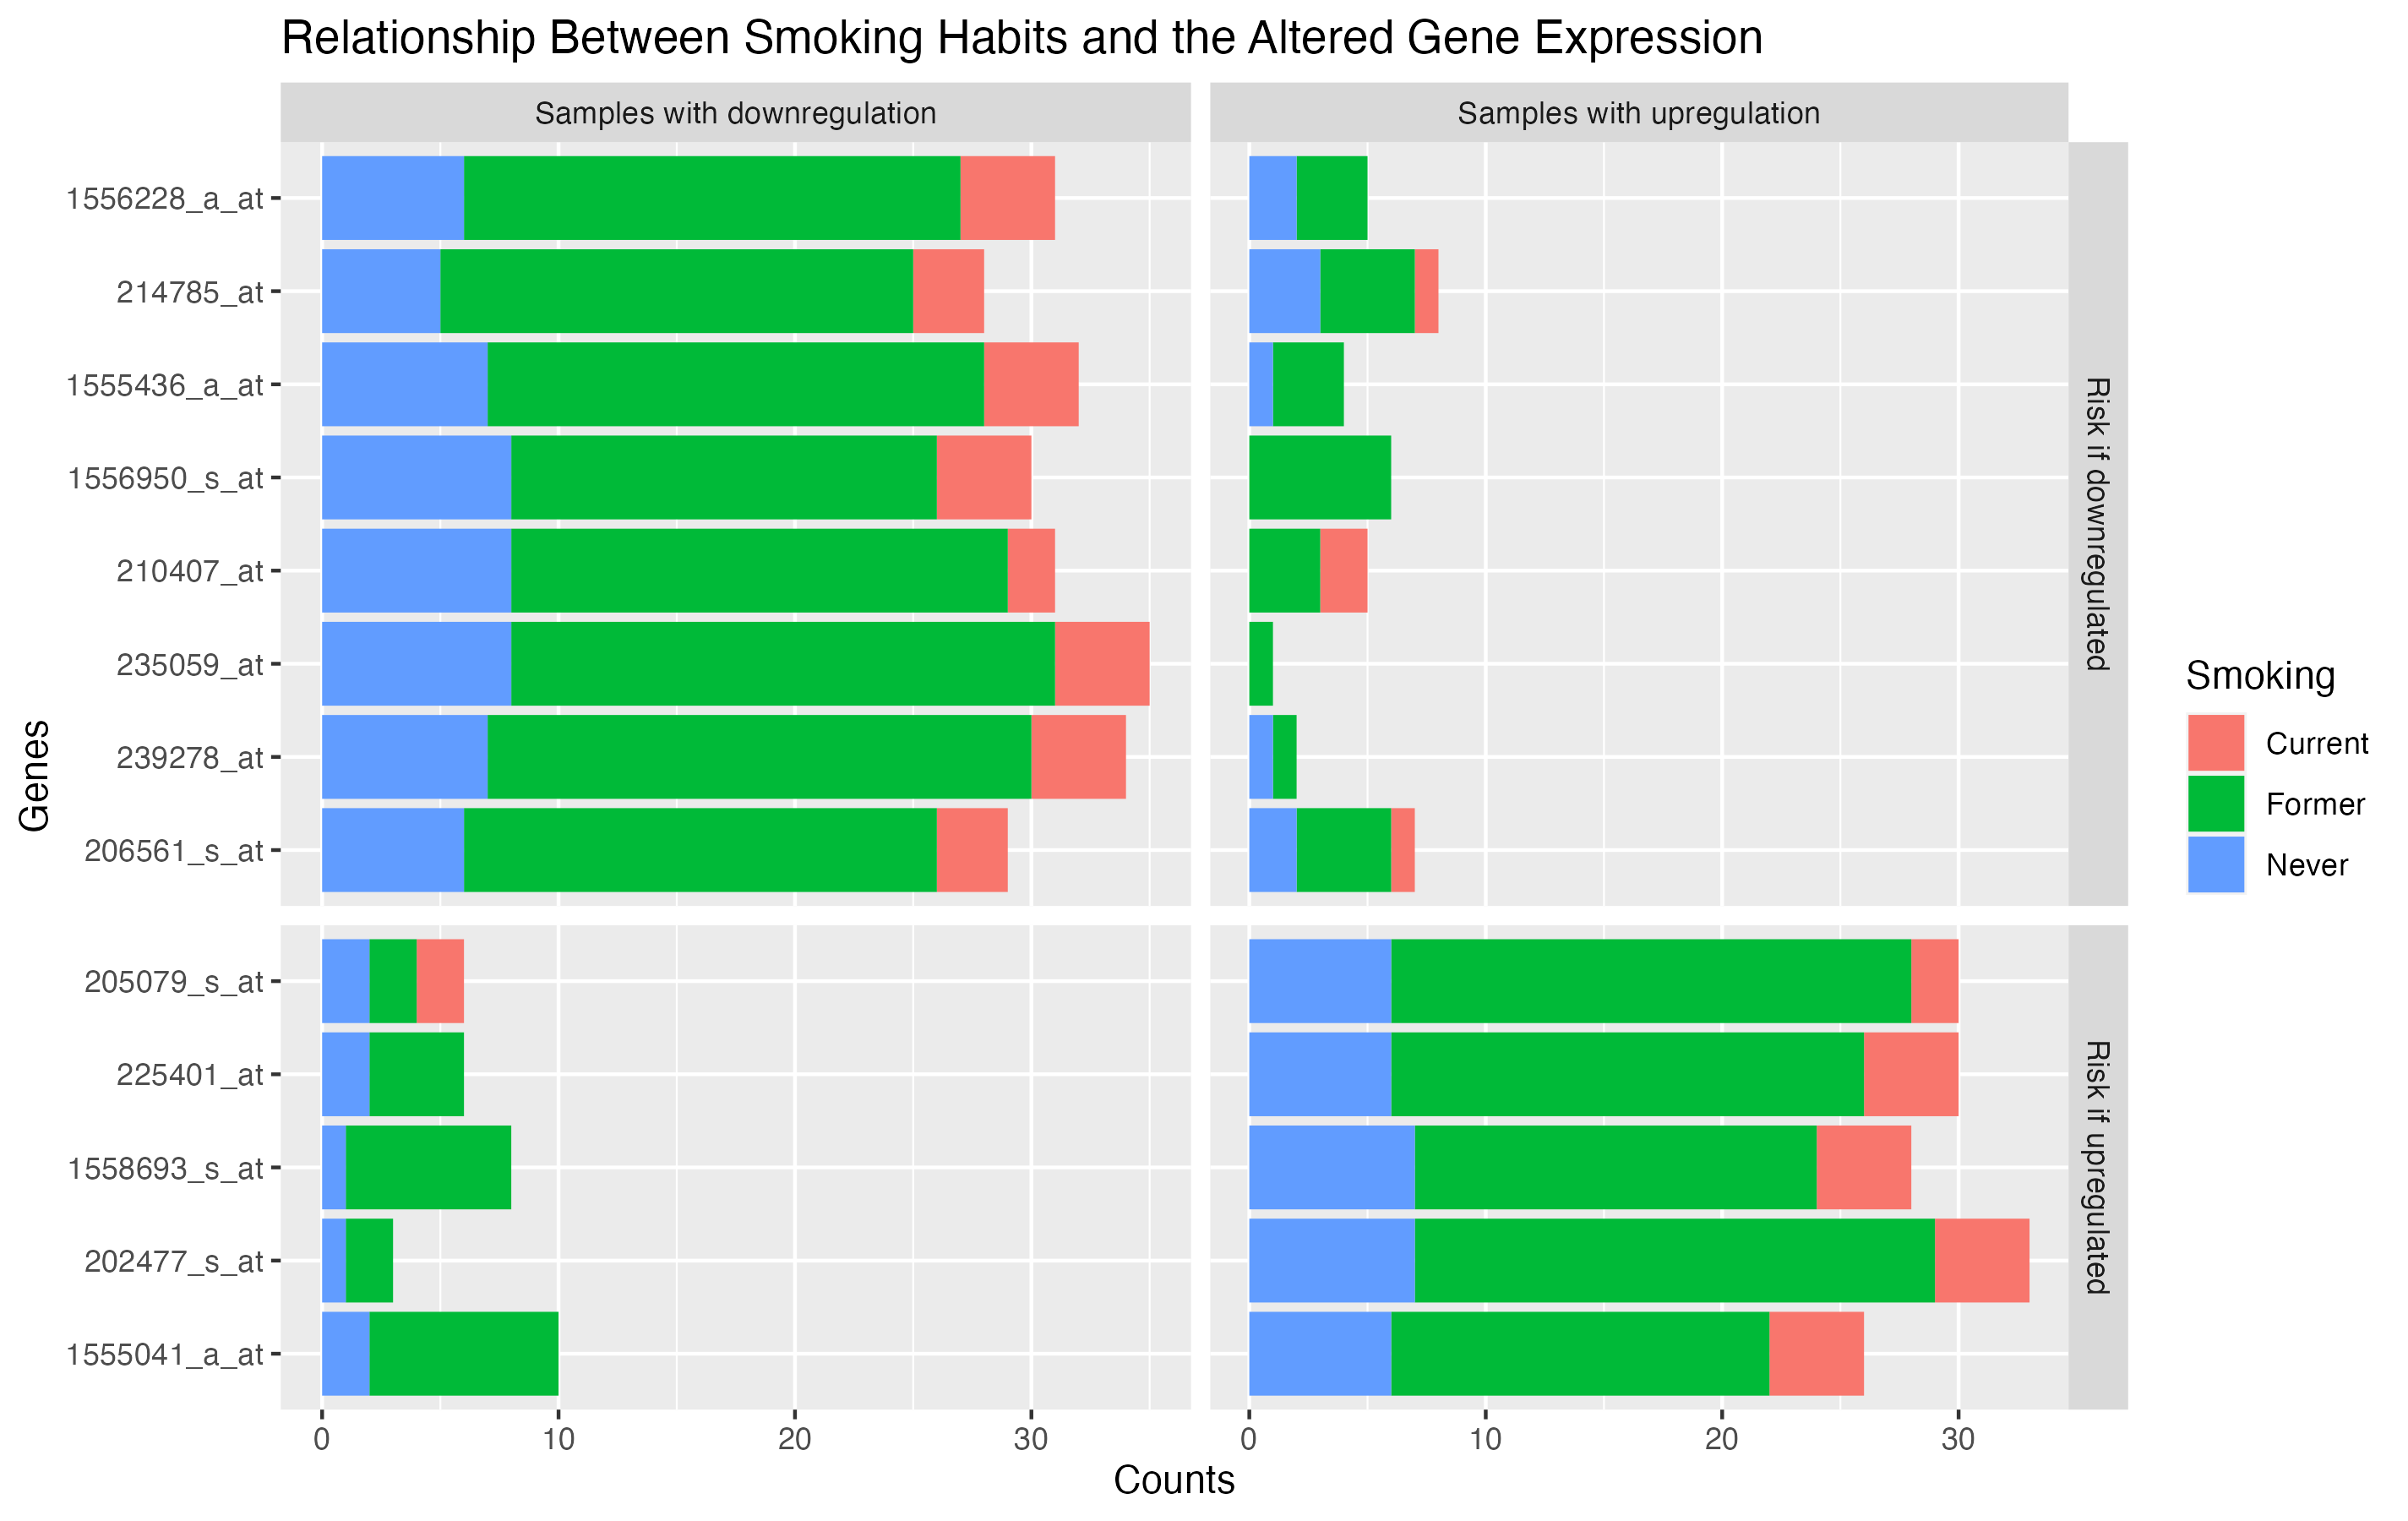 Relationship Between Smoking Habits and the Altered Gene Expression
Samples with downregulation
Samples with upregulation
Genes
1556228_a_at
214785_at
1555436_a_at
1556950_s_at
210407_at
235059_at
239278_at
206561_s_at
Risk if downregulated
205079_s_at
225401_at
1558693_s_at
202477_s_at
1555041_a_at
Risk if upregulated
0 10 20 30
0 10 20 30
Counts
Smoking
Current
Former
Never